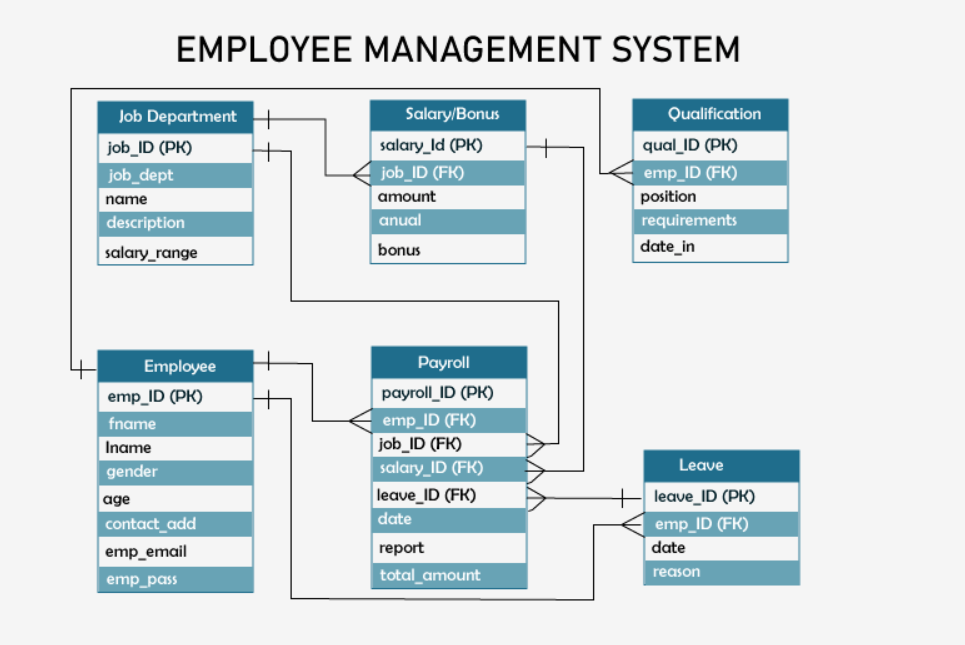 EMPLOYEE MANAGEMENT SYSTEM
Job Department
job_ID (PK)
job_dept
name
description
salary_range
Salary/Bonus
salary_Id (PK)
job_ID (FK)
amount
anual
bonus
Qualification
qual_ID (PK)
emp_ID (FK)
position
requirements
date_in
Employee
emp_ID (PK)
fname
lname
gender
age
contact_add
emp_email
emp_pass
Payroll
payroll_ID (PK)
emp_ID (FK)
job_ID (FK)
salary_ID (FK)
leave_ID (FK)
date
report
total_amount
Leave
leave_ID (PK)
emp_ID (FK)
date
reason